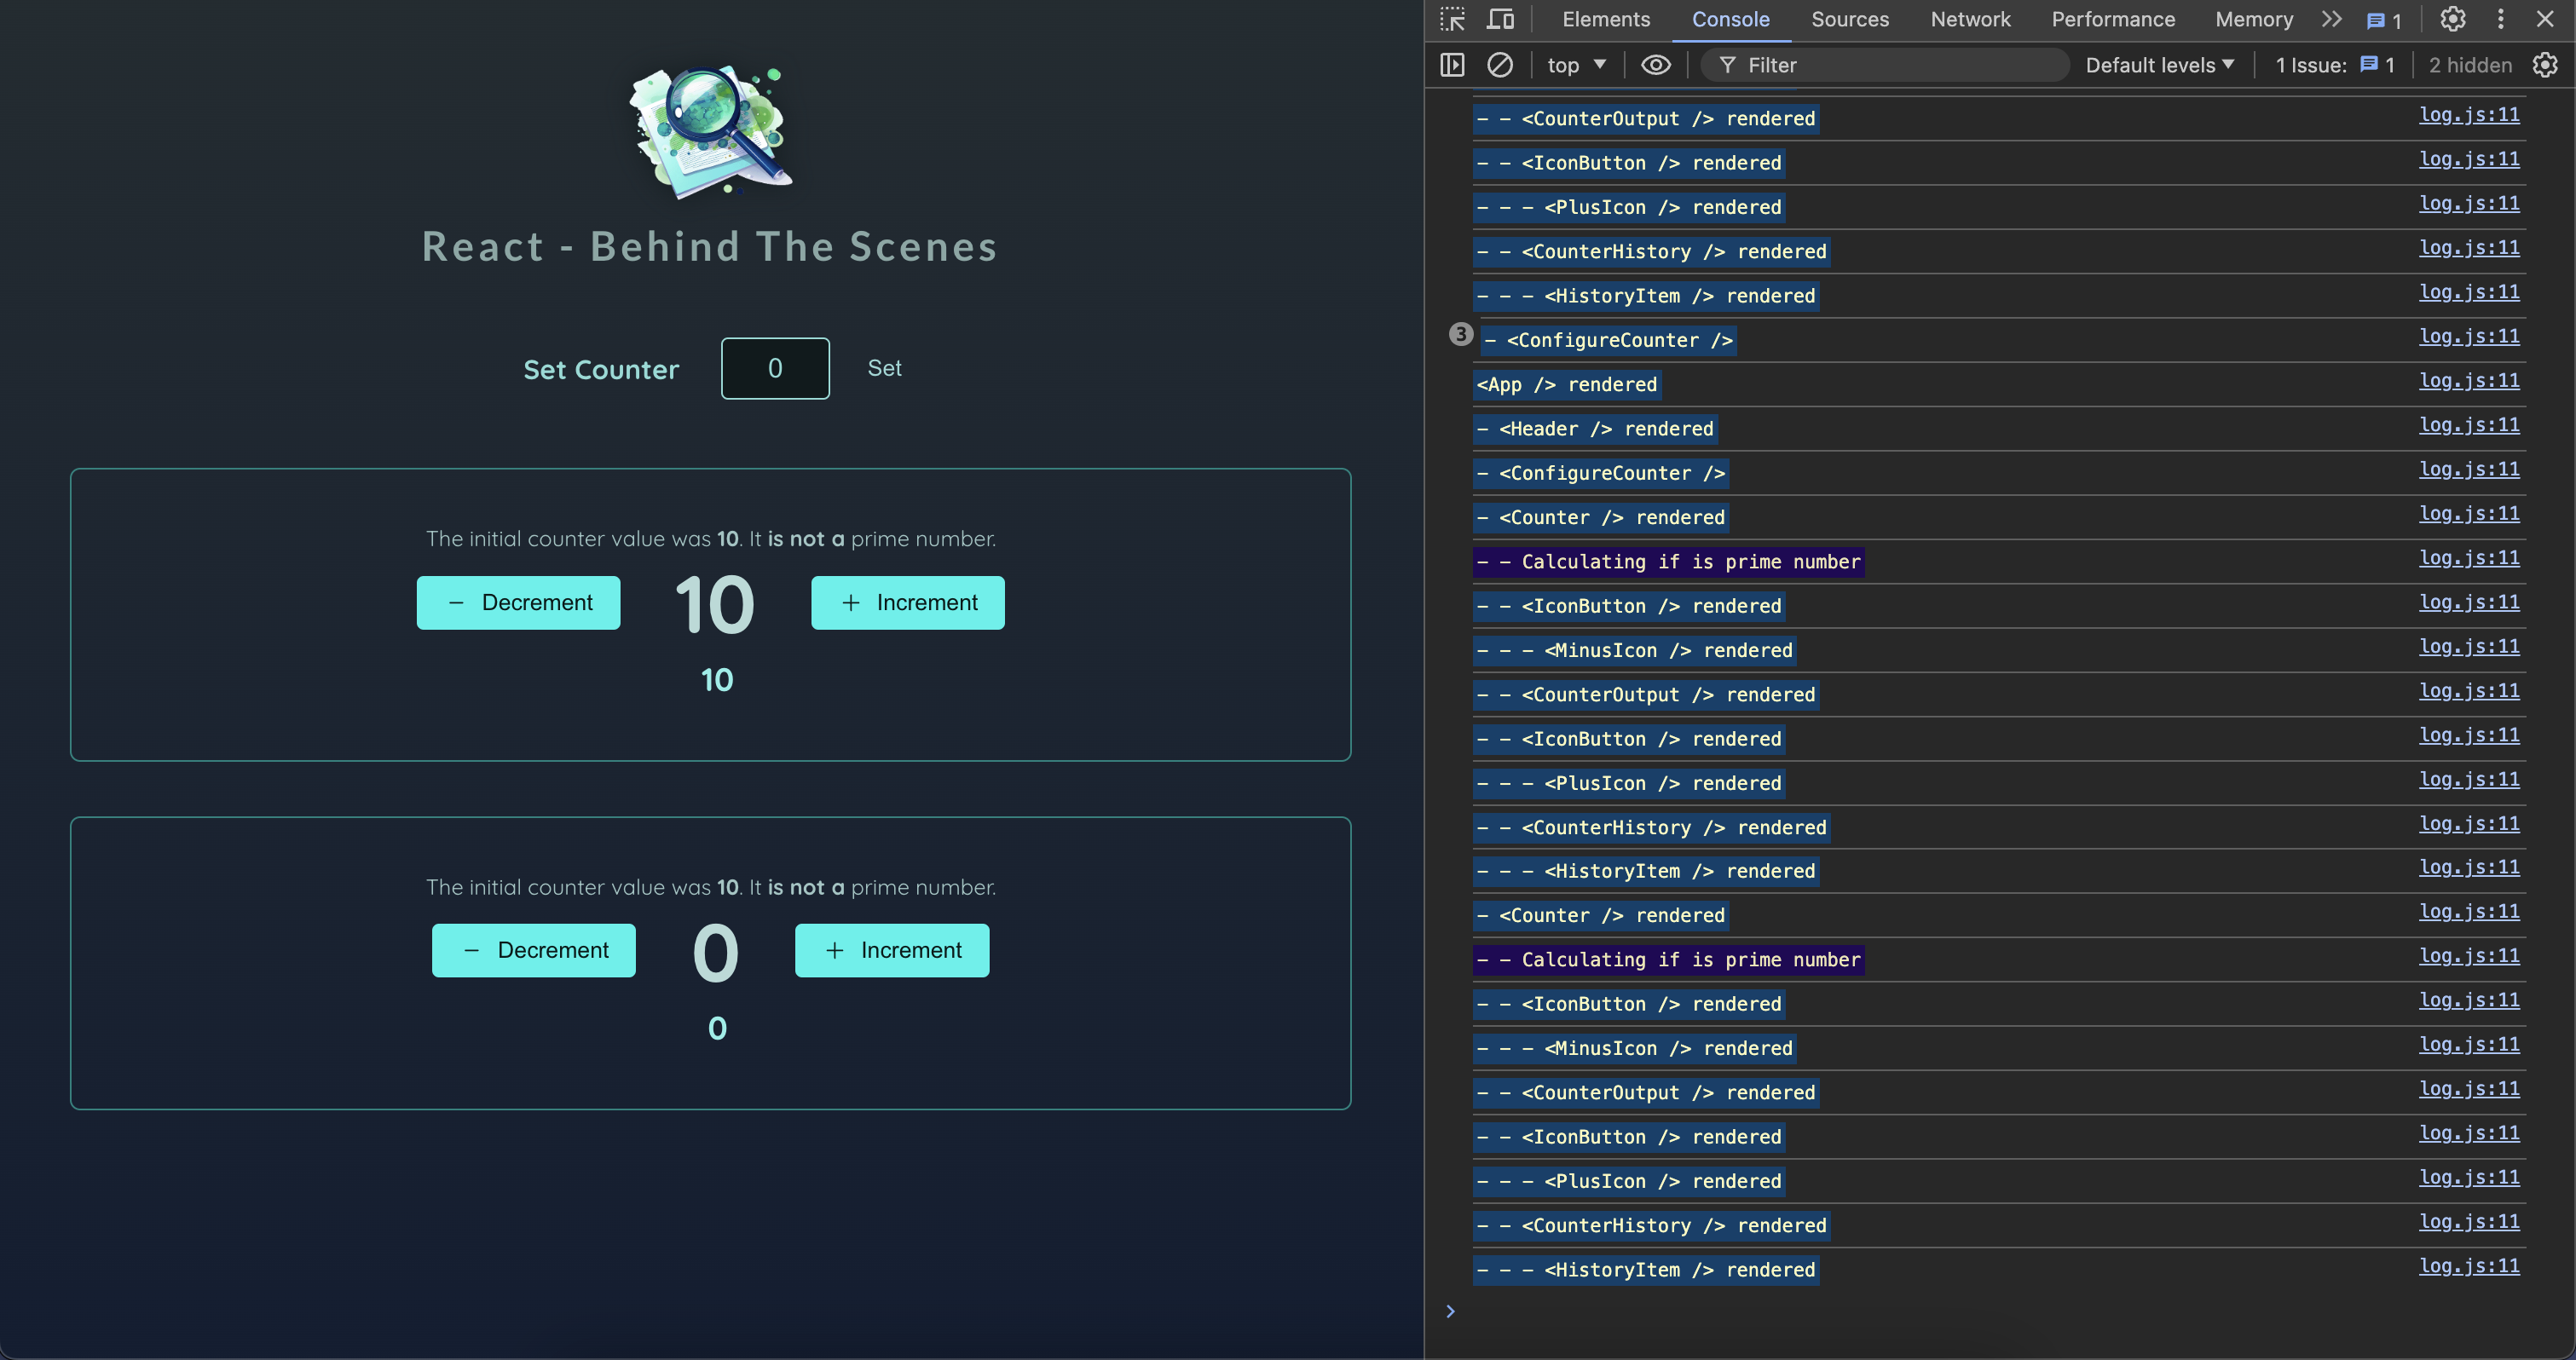 React - Behind The Scenes
Set Counter 0 Set
The initial counter value was 10. It is not a prime number.
− Decrement 10 + Increment
10
The initial counter value was 10. It is not a prime number.
− Decrement 0 + Increment
0
Elements Console Sources Network Performance Memory 1
top Filter Default levels 1 Issue: 1 2 hidden
- - <CounterOutput /> rendered log.js:11
- - <IconButton /> rendered log.js:11
- - - <PlusIcon /> rendered log.js:11
- - <CounterHistory /> rendered log.js:11
- - - <HistoryItem /> rendered log.js:11
3 - <ConfigureCounter /> log.js:11
<App /> rendered log.js:11
- <Header /> rendered log.js:11
- <ConfigureCounter /> log.js:11
- <Counter /> rendered log.js:11
- - Calculating if is prime number log.js:11
- - <IconButton /> rendered log.js:11
- - - <MinusIcon /> rendered log.js:11
- - <CounterOutput /> rendered log.js:11
- - <IconButton /> rendered log.js:11
- - - <PlusIcon /> rendered log.js:11
- - <CounterHistory /> rendered log.js:11
- - - <HistoryItem /> rendered log.js:11
- <Counter /> rendered log.js:11
- - Calculating if is prime number log.js:11
- - <IconButton /> rendered log.js:11
- - - <MinusIcon /> rendered log.js:11
- - <CounterOutput /> rendered log.js:11
- - <IconButton /> rendered log.js:11
- - - <PlusIcon /> rendered log.js:11
- - <CounterHistory /> rendered log.js:11
- - - <HistoryItem /> rendered log.js:11